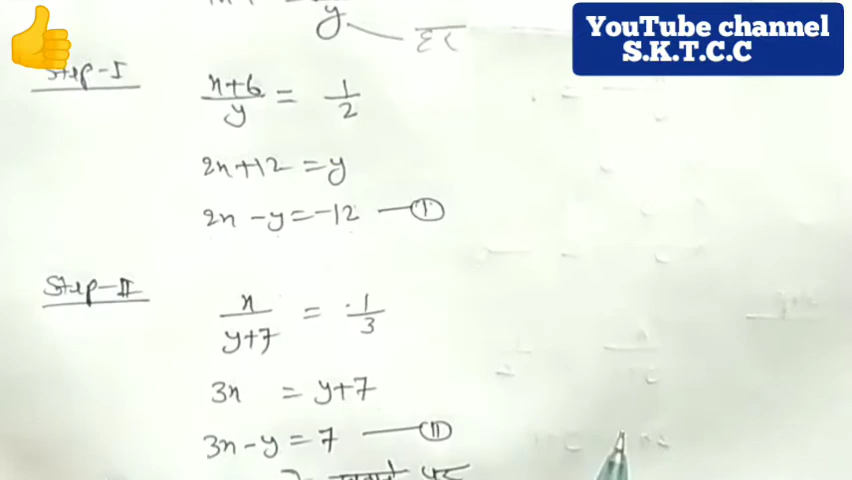 YouTube channel
S.K.T.C.C
y — हर
Step-I
x+6/y = 1/2
2x+12 = y
2x - y = -12 — I
Step-II
x/y+7 = 1/3
3x = y+7
3x - y = 7 — II